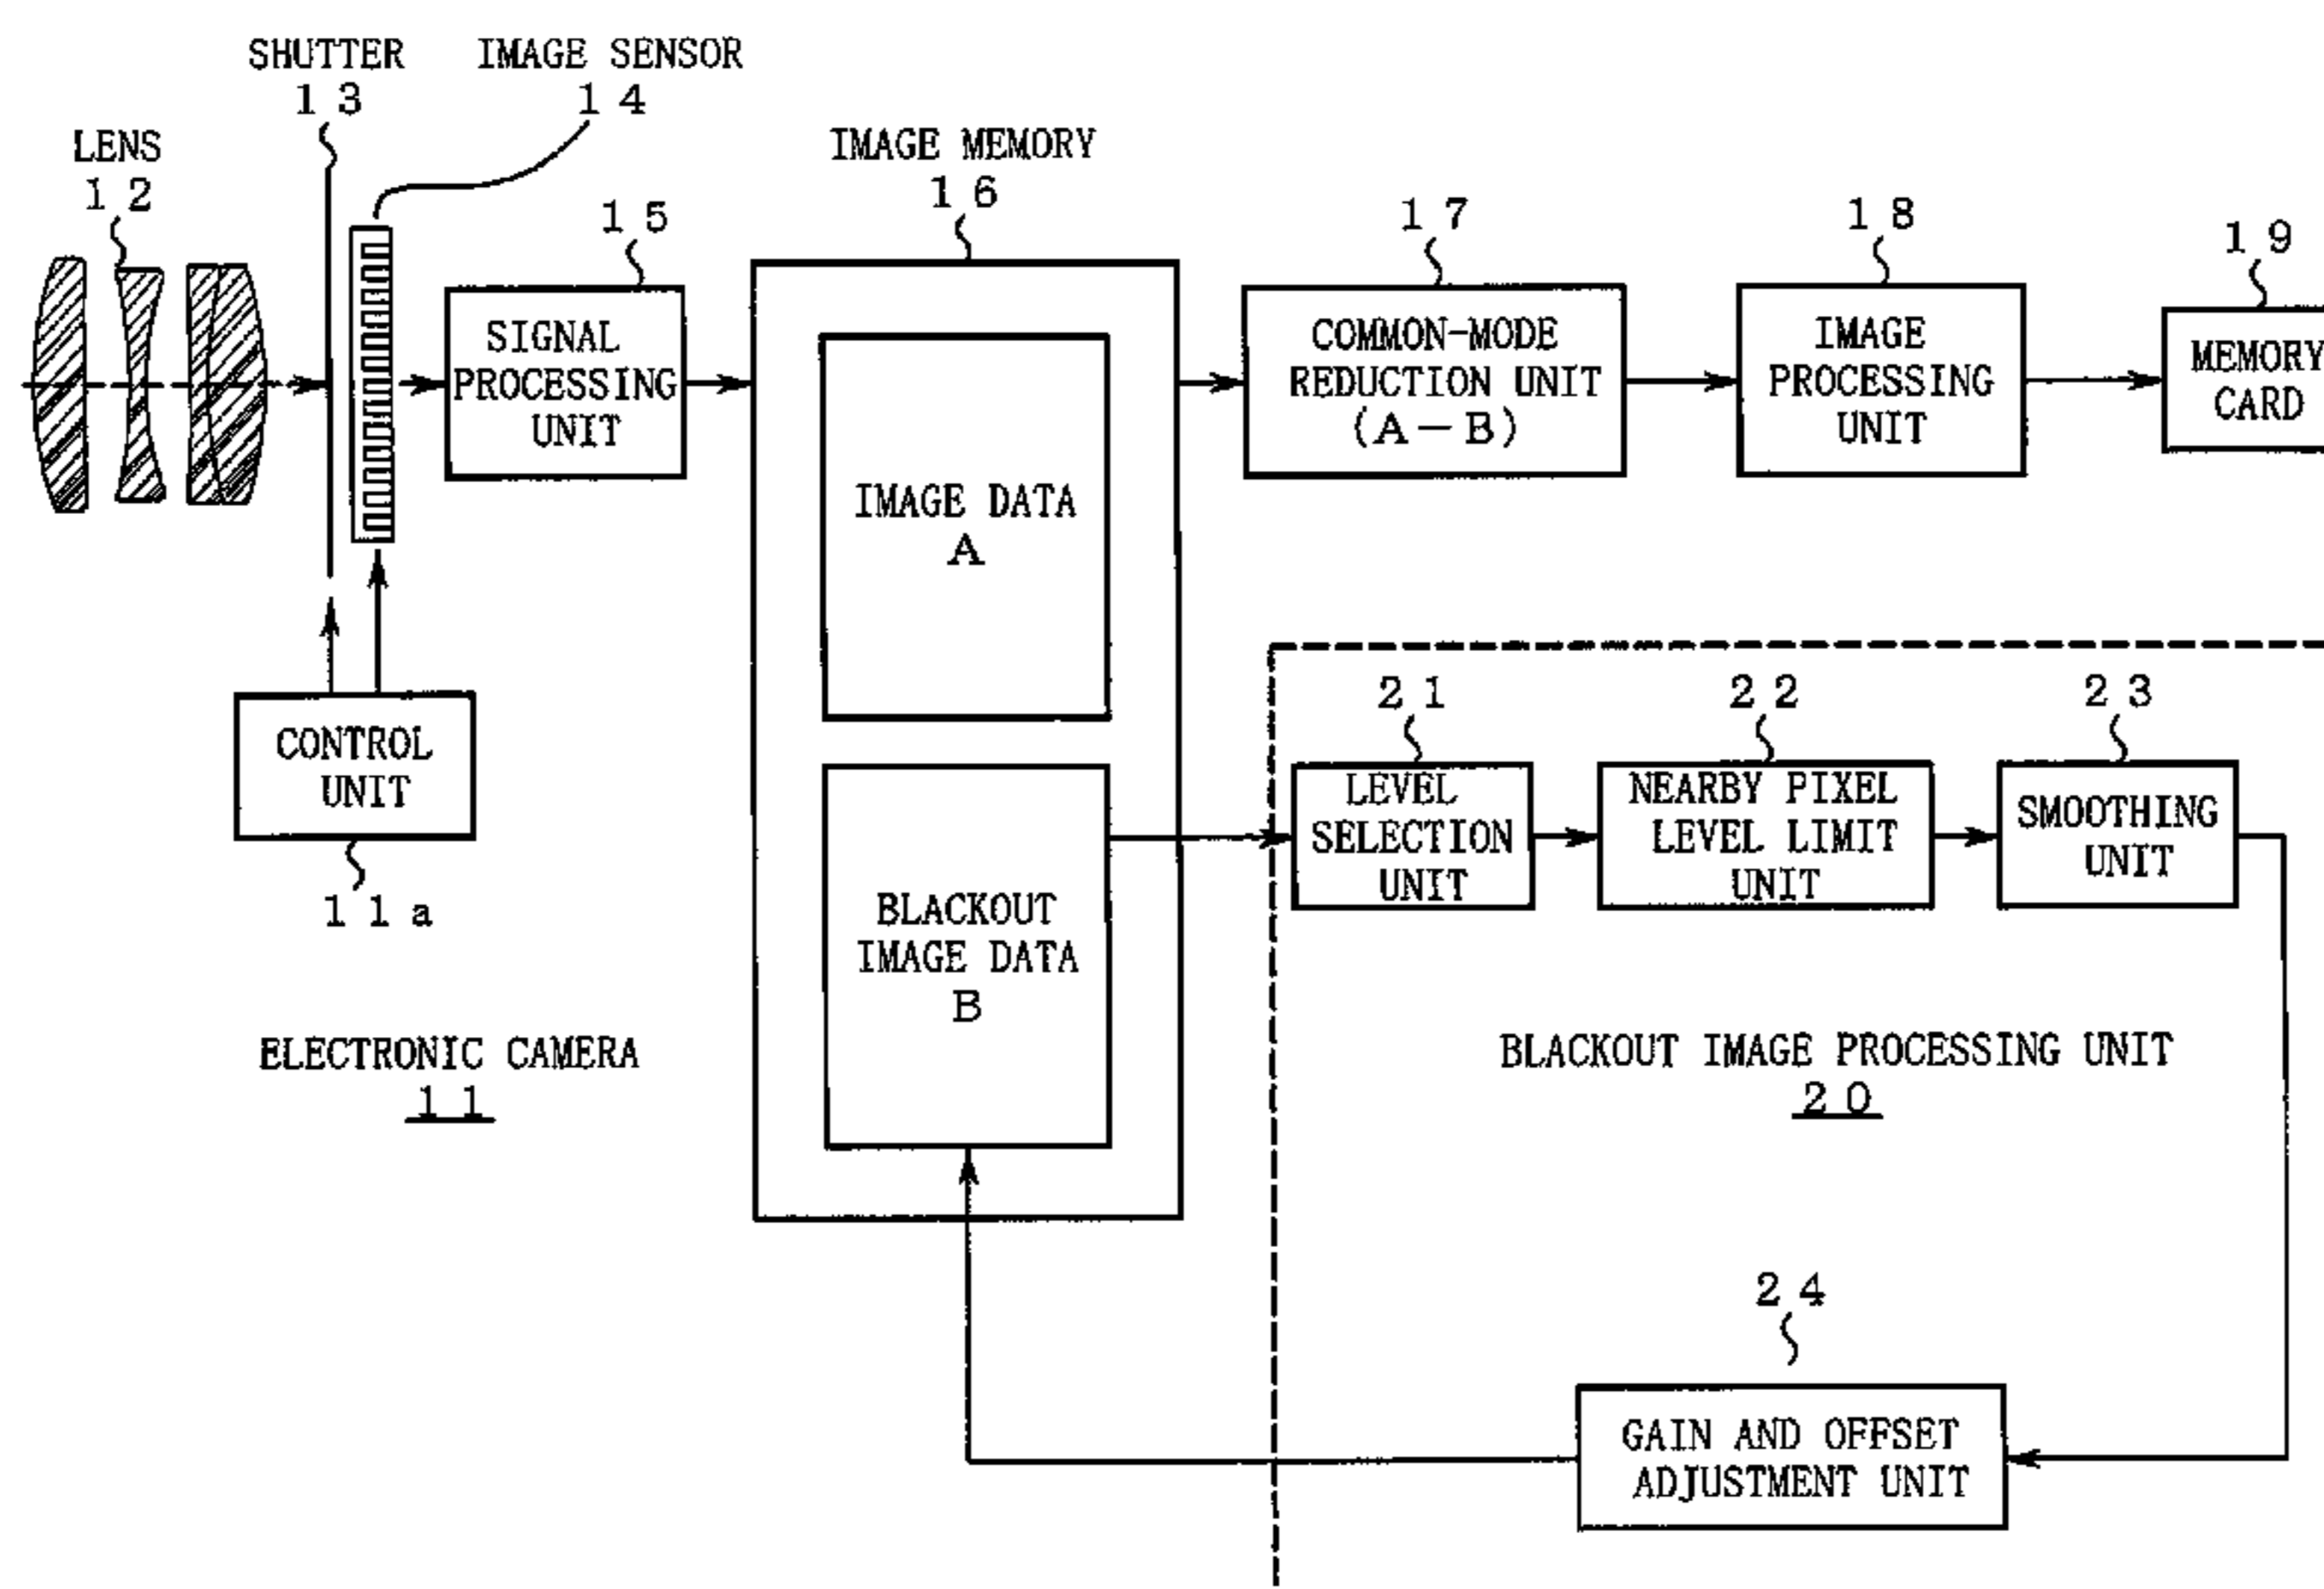 SHUTTER
13
IMAGE SENSOR
14
LENS
12
IMAGE MEMORY
16
15
17
18
19
SIGNAL
PROCESSING
UNIT
COMMON-MODE
REDUCTION UNIT
(A-B)
IMAGE
PROCESSING
UNIT
MEMORY
CARD
IMAGE DATA
A
CONTROL
UNIT
11a
21
22
23
LEVEL
SELECTION
UNIT
NEARBY PIXEL
LEVEL LIMIT
UNIT
SMOOTHING
UNIT
BLACKOUT
IMAGE DATA
B
ELECTRONIC CAMERA
11
BLACKOUT IMAGE PROCESSING UNIT
20
24
GAIN AND OFFSET
ADJUSTMENT UNIT